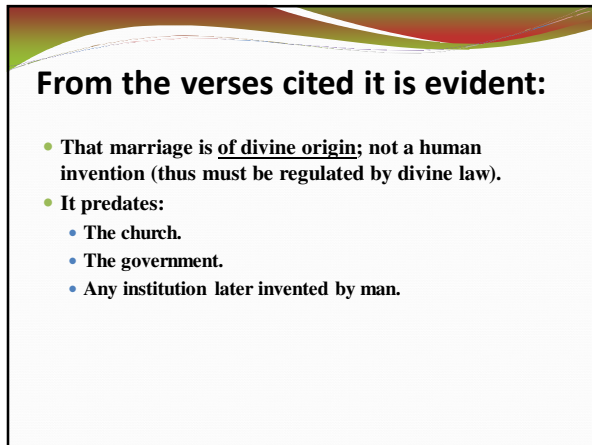 From the verses cited it is evident:
• That marriage is of divine origin; not a human
invention (thus must be regulated by divine law).
• It predates:
• The church.
• The government.
• Any institution later invented by man.